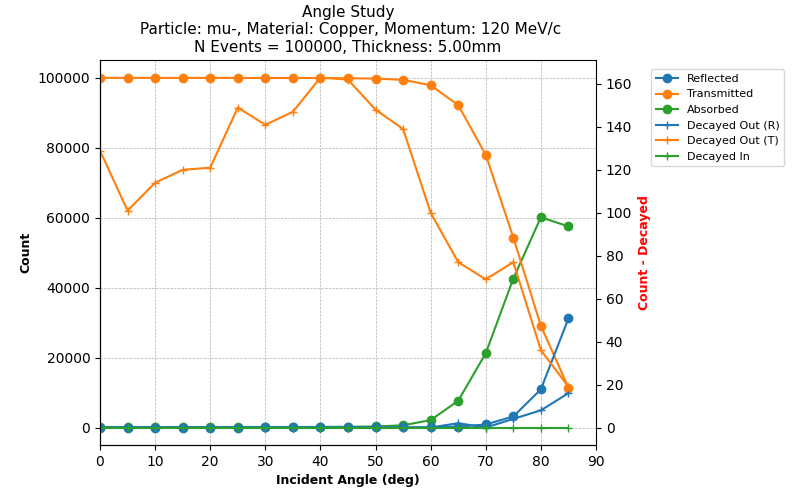 Angle Study
Particle: mu-, Material: Copper, Momentum: 120 MeV/c
N Events = 100000, Thickness: 5.00mm
100000
80000
60000
40000
20000
0
Count
0 10 20 30 40 50 60 70 80 90
Incident Angle (deg)
160
140
120
100
80
60
40
20
0
Count - Decayed
Reflected
Transmitted
Absorbed
Decayed Out (R)
Decayed Out (T)
Decayed In